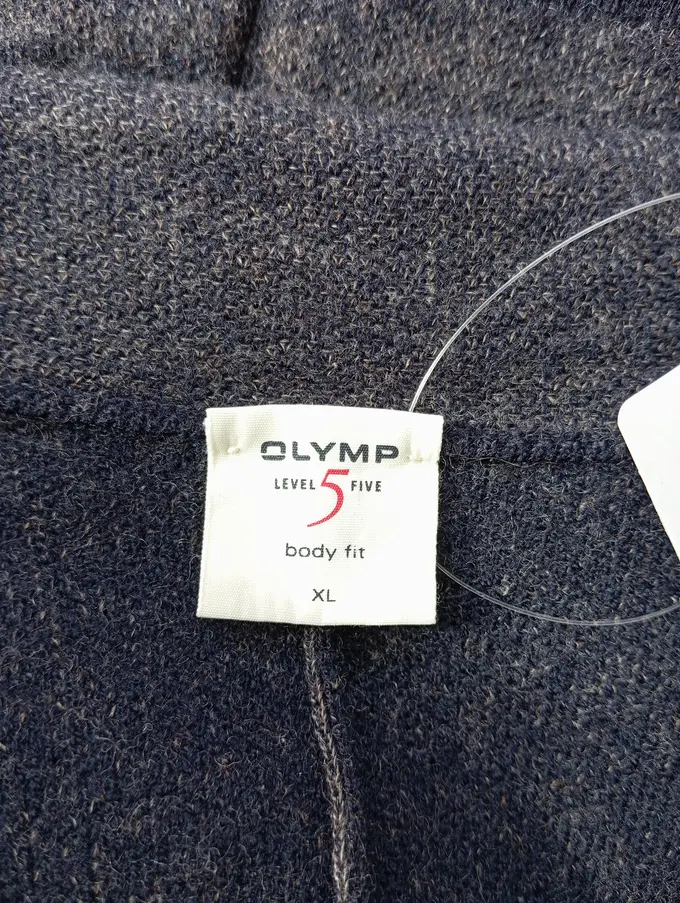 OLYMP
LEVEL 5 FIVE
body fit
XL